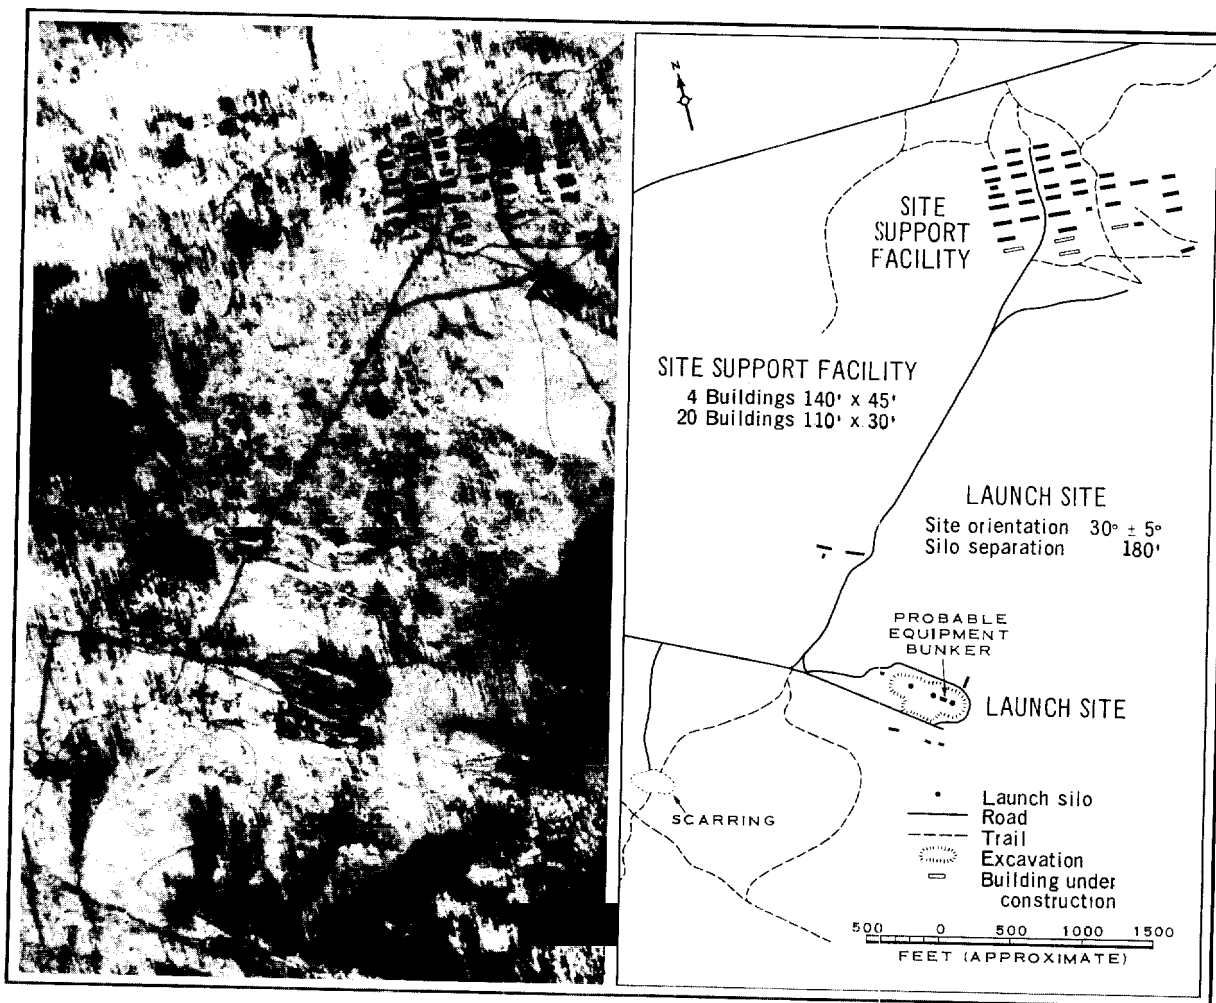 N
SITE
SUPPORT
FACILITY
SITE SUPPORT FACILITY
4 Buildings 140' x 45'
20 Buildings 110' x 30'
LAUNCH SITE
Site orientation 30° ± 5°
Silo separation 180'
PROBABLE
EQUIPMENT
BUNKER
LAUNCH SITE
SCARRING
Launch silo
Road
Trail
Excavation
Building under
construction
500 0 500 1000 1500
FEET (APPROXIMATE)